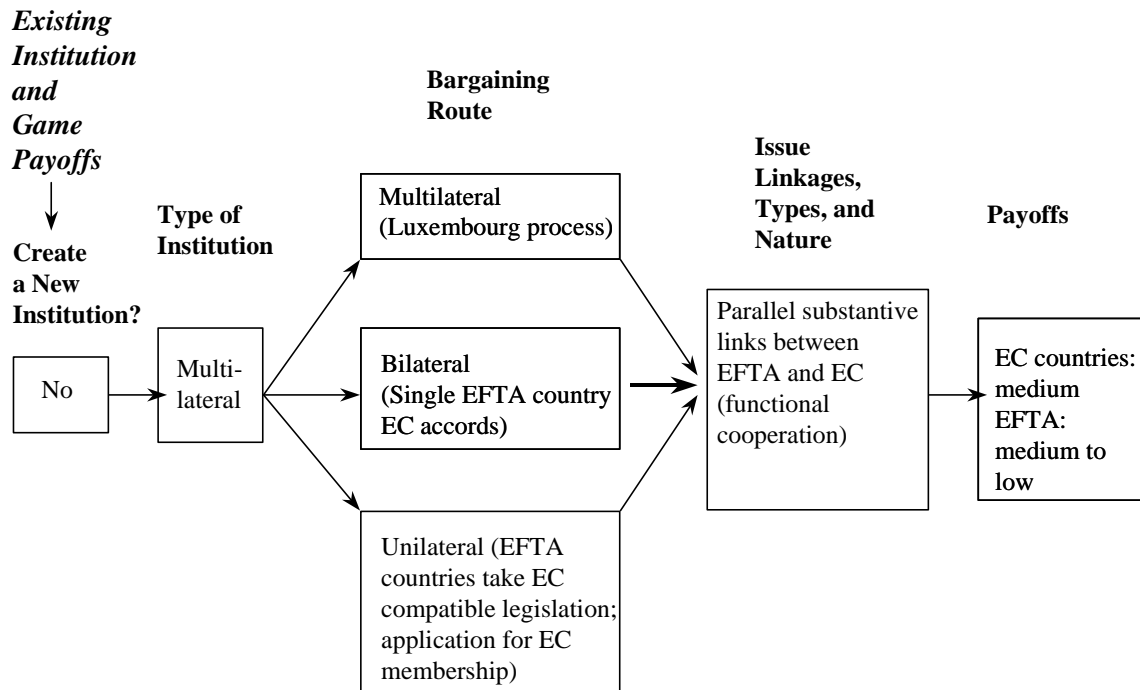 Existing
Institution
and
Game
Payoffs
Create
a New
Institution?
No
Type of
Institution
Multi-
lateral
Bargaining
Route
Multilateral
(Luxembourg process)
Bilateral
(Single EFTA country
EC accords)
Unilateral (EFTA
countries take EC
compatible legislation;
application for EC
membership)
Issue
Linkages,
Types, and
Nature
Parallel substantive
links between
EFTA and EC
(functional
cooperation)
Payoffs
EC countries:
medium
EFTA:
medium to
low